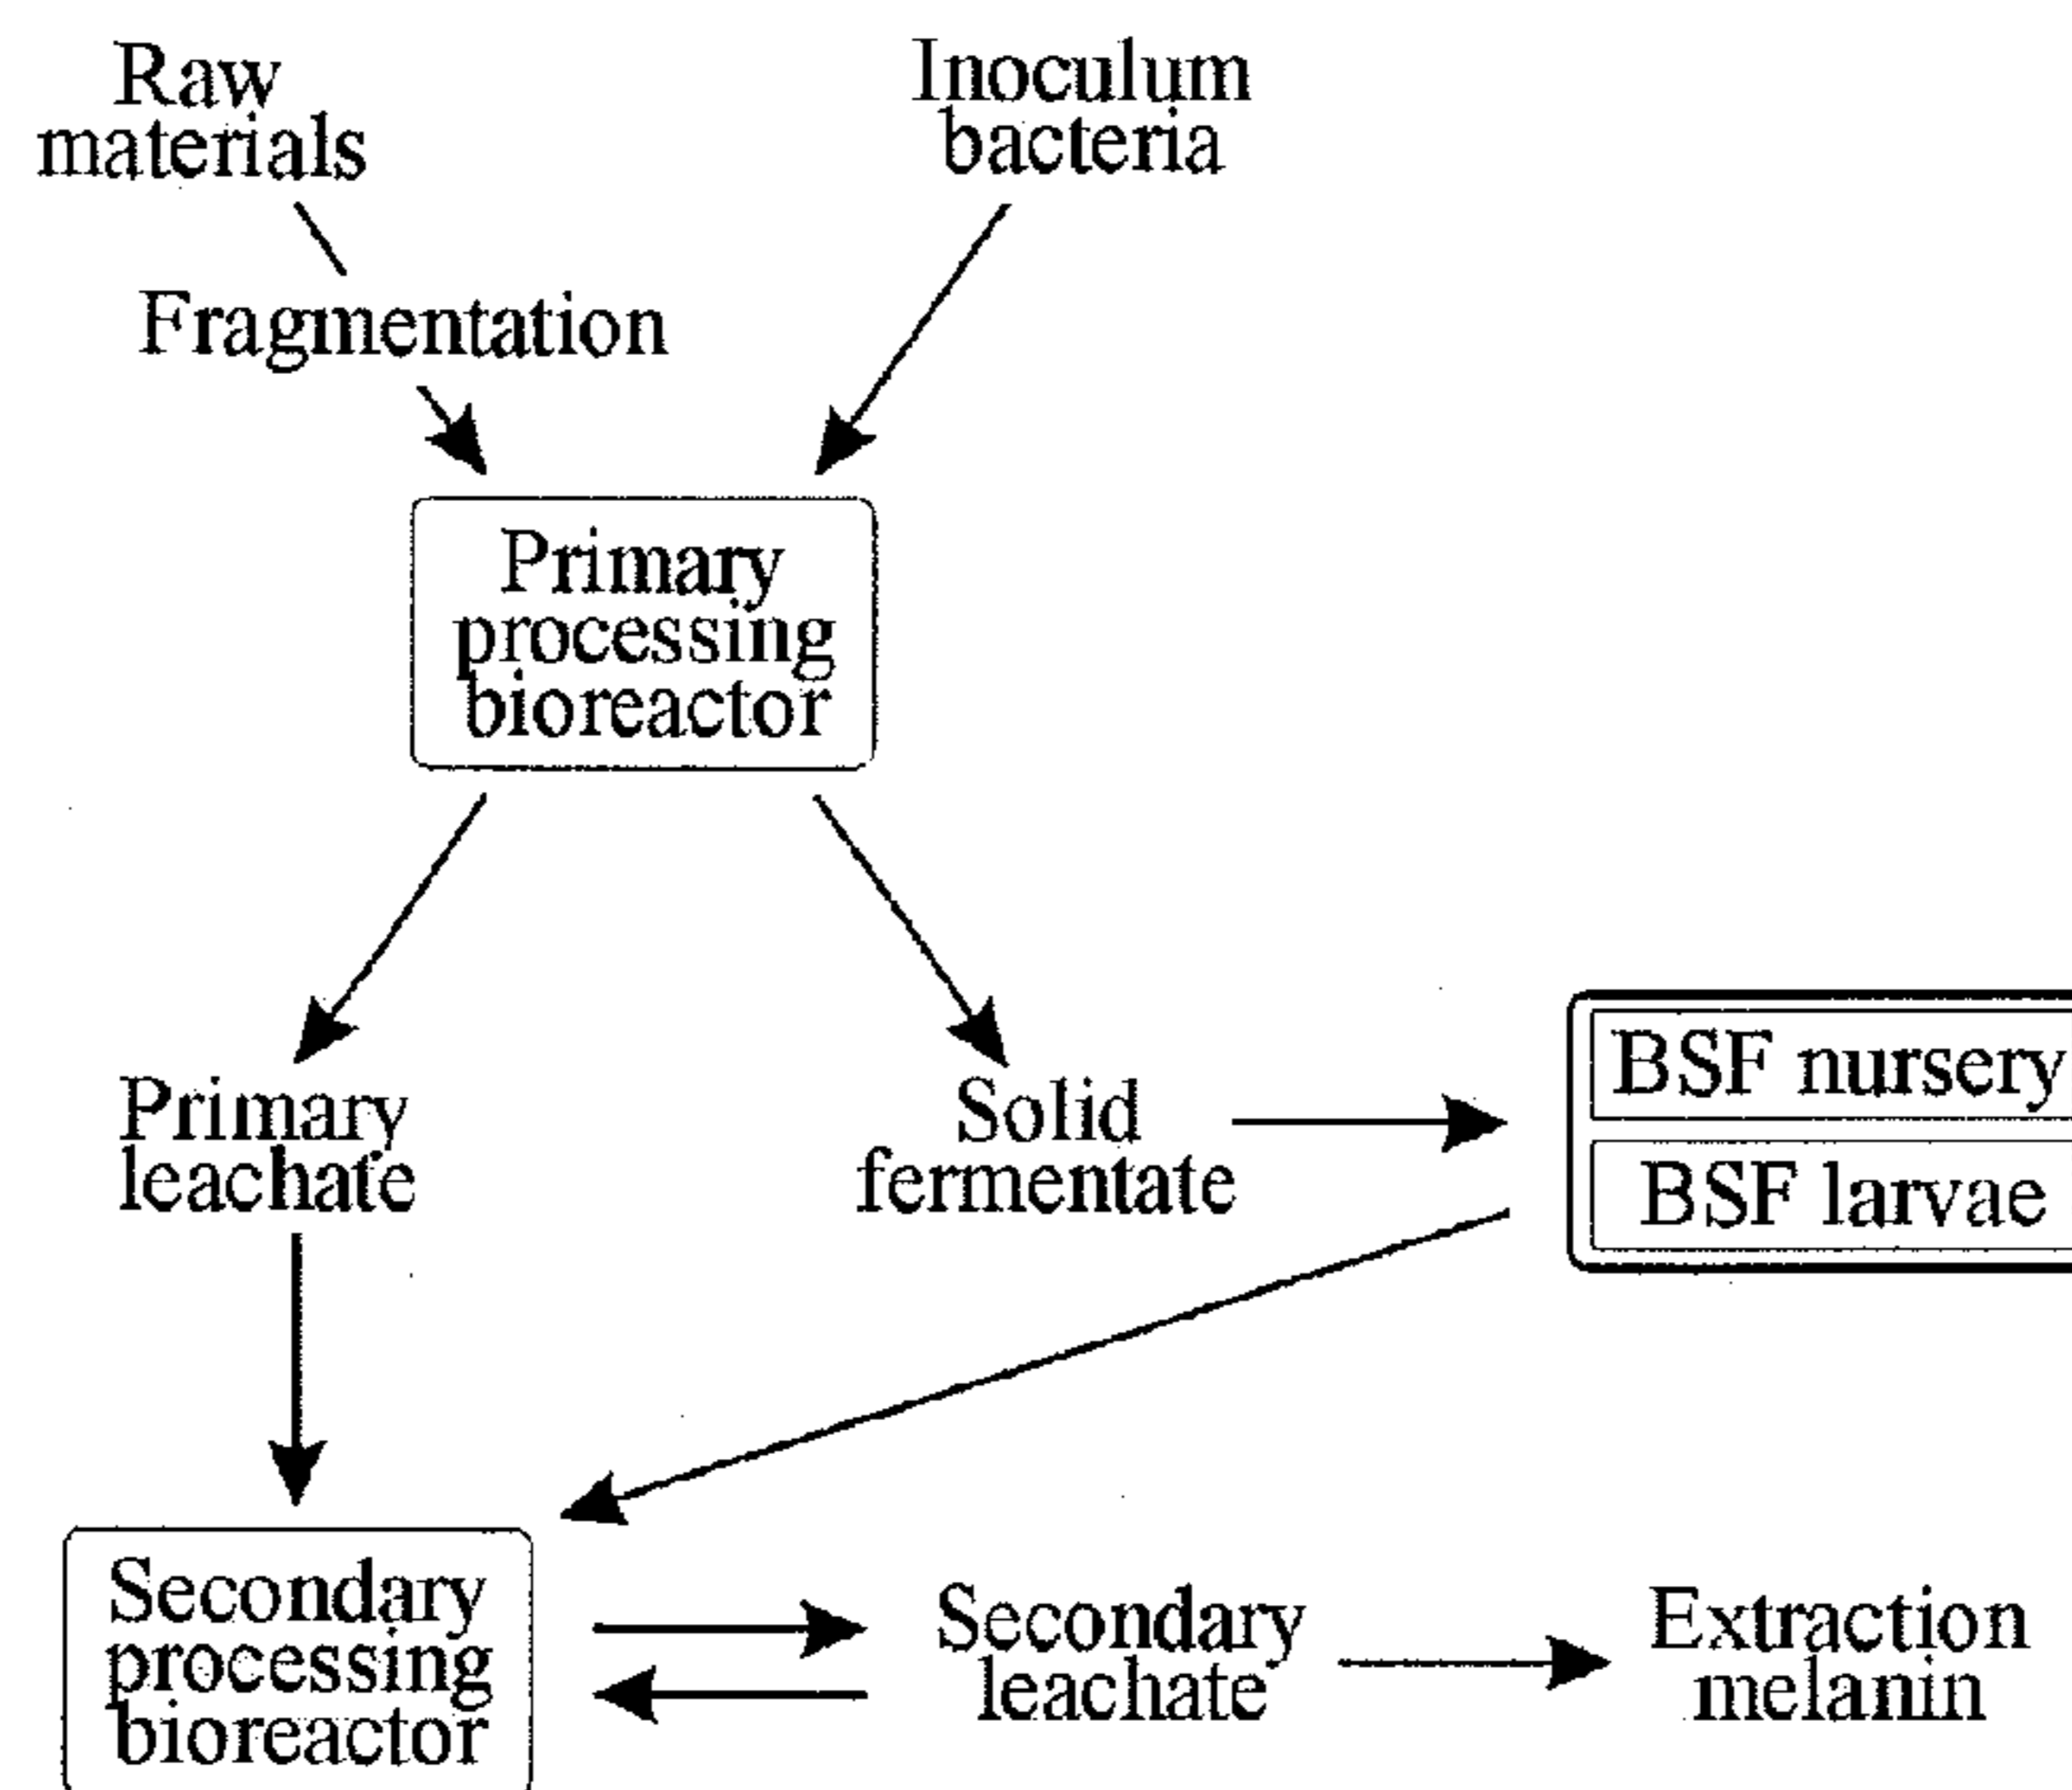 Raw
materials
Inoculum
bacteria
Fragmentation
Primary
processing
bioreactor
Primary
leachate
Solid
fermentate
BSF nursery
BSF larvae
Secondary
processing
bioreactor
Secondary
leachate
Extraction
melanin